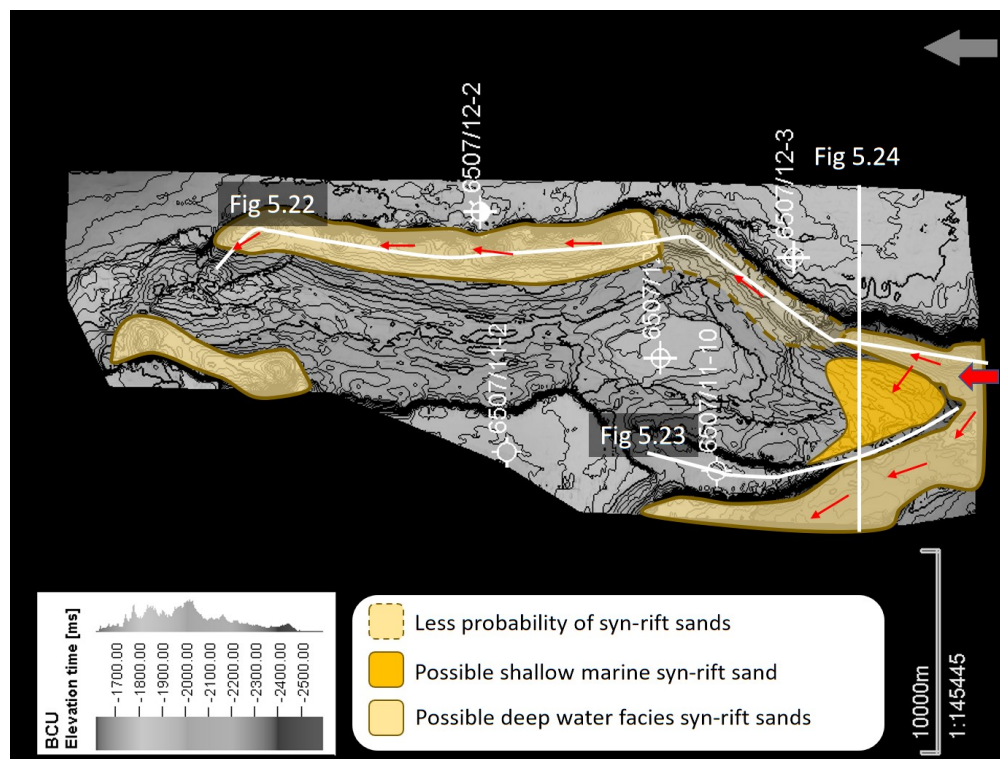 6507/12-2
6507/12-3
Fig 5.24
Fig 5.22
6507/1
6507/11-2
6507/11-10
Fig 5.23
BCU
Elevation time [ms]
-1700.00
-1800.00
-1900.00
-2000.00
-2100.00
-2200.00
-2300.00
-2400.00
-2500.00
Less probability of syn-rift sands
Possible shallow marine syn-rift sand
Possible deep water facies syn-rift sands
10000m
1:145445